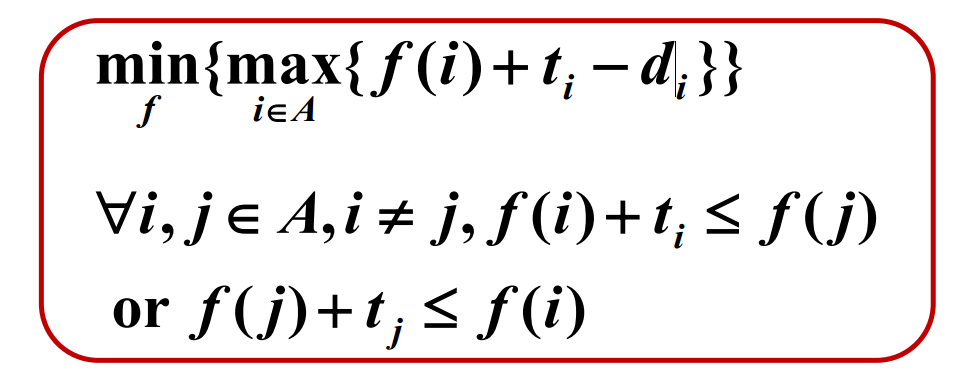 min{max{f(i)+t_i−d_i}}
f i∈A
∀i, j∈A, i≠j, f(i)+t_i≤f(j)
or f(j)+t_j≤f(i)